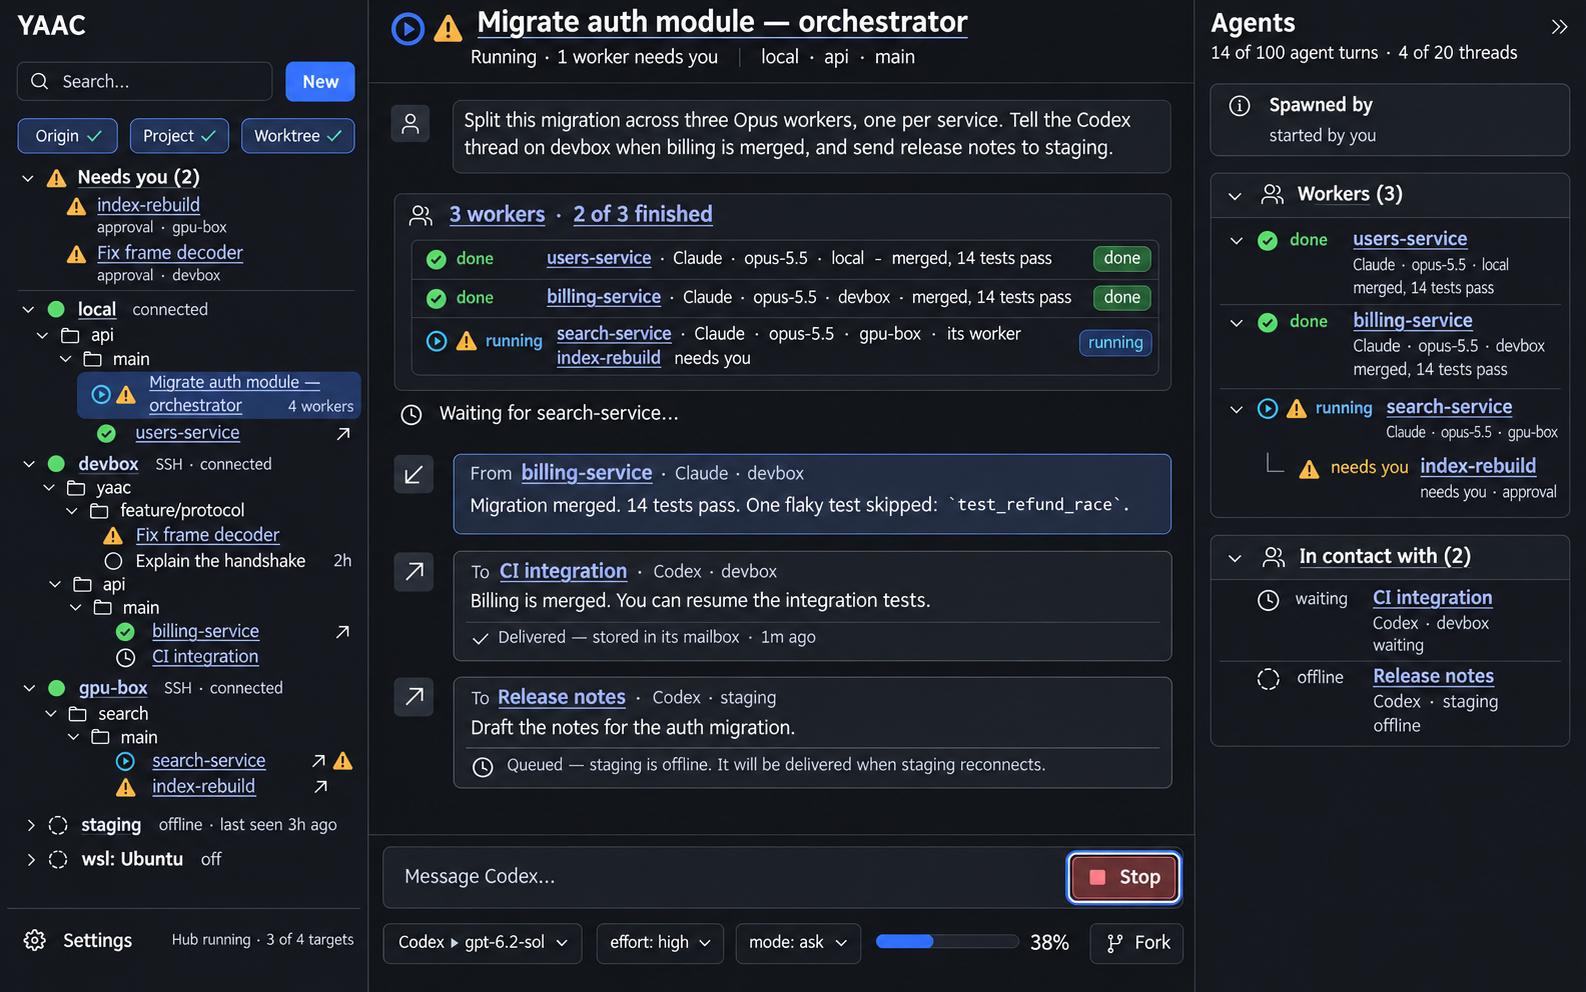 YAAC
Search...
New
Origin
Project
Worktree
Needs you (2)
index-rebuild
approval · gpu-box
Fix frame decoder
approval · devbox
local connected
api
main
Migrate auth module —
orchestrator 4 workers
users-service
devbox SSH · connected
yaac
feature/protocol
Fix frame decoder
Explain the handshake 2h
api
main
billing-service
CI integration
gpu-box SSH · connected
search
main
search-service
index-rebuild
staging offline · last seen 3h ago
wsl: Ubuntu off
Settings Hub running · 3 of 4 targets
Migrate auth module — orchestrator
Running · 1 worker needs you | local · api · main
Split this migration across three Opus workers, one per service. Tell the Codex
thread on devbox when billing is merged, and send release notes to staging.
3 workers · 2 of 3 finished
done users-service · Claude · opus-5.5 · local - merged, 14 tests pass done
done billing-service · Claude · opus-5.5 · devbox · merged, 14 tests pass done
running search-service · Claude · opus-5.5 · gpu-box · its worker
index-rebuild needs you running
Waiting for search-service...
From billing-service · Claude · devbox
Migration merged. 14 tests pass. One flaky test skipped: `test_refund_race`.
To CI integration · Codex · devbox
Billing is merged. You can resume the integration tests.
Delivered — stored in its mailbox · 1m ago
To Release notes · Codex · staging
Draft the notes for the auth migration.
Queued — staging is offline. It will be delivered when staging reconnects.
Message Codex...
Stop
Codex ▸ gpt-6.2-sol
effort: high
mode: ask
38%
Fork
Agents
14 of 100 agent turns · 4 of 20 threads
Spawned by
started by you
Workers (3)
done users-service
Claude · opus-5.5 · local
merged, 14 tests pass
done billing-service
Claude · opus-5.5 · devbox
merged, 14 tests pass
running search-service
Claude · opus-5.5 · gpu-box
needs you index-rebuild
needs you · approval
In contact with (2)
waiting CI integration
Codex · devbox
waiting
offline Release notes
Codex · staging
offline